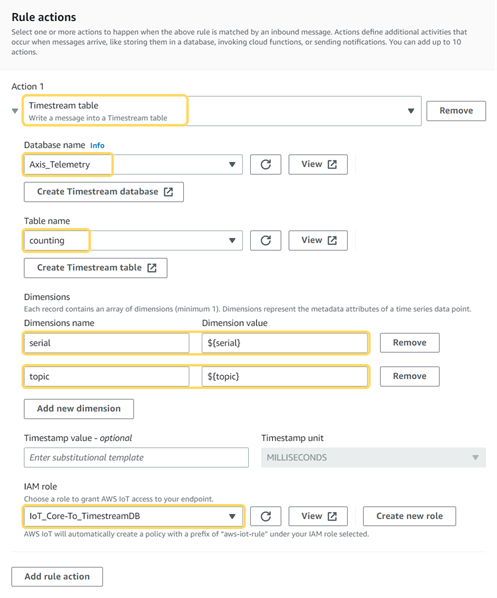 Rule actions
Select one or more actions to happen when the above rule is matched by an inbound message. Actions define additional activities that
occur when messages arrive, like storing them in a database, invoking cloud functions, or sending notifications. You can add up to 10
actions.
Action 1
Timestream table
Write a message into a Timestream table
Remove
Database name Info
Axis_Telemetry
View
Create Timestream database
Table name
counting
View
Create Timestream table
Dimensions
Each record contains an array of dimensions (minimum 1). Dimensions represent the metadata attributes of a time series data point.
Dimensions name Dimension value
serial ${serial} Remove
topic ${topic} Remove
Add new dimension
Timestamp value - optional Timestamp unit
Enter substitutional template MILLISECONDS
IAM role
Choose a role to grant AWS IoT access to your endpoint.
IoT_Core-To_TimestreamDB View Create new role
AWS IoT will automatically create a policy with a prefix of "aws-iot-rule" under your IAM role selected.
Add rule action